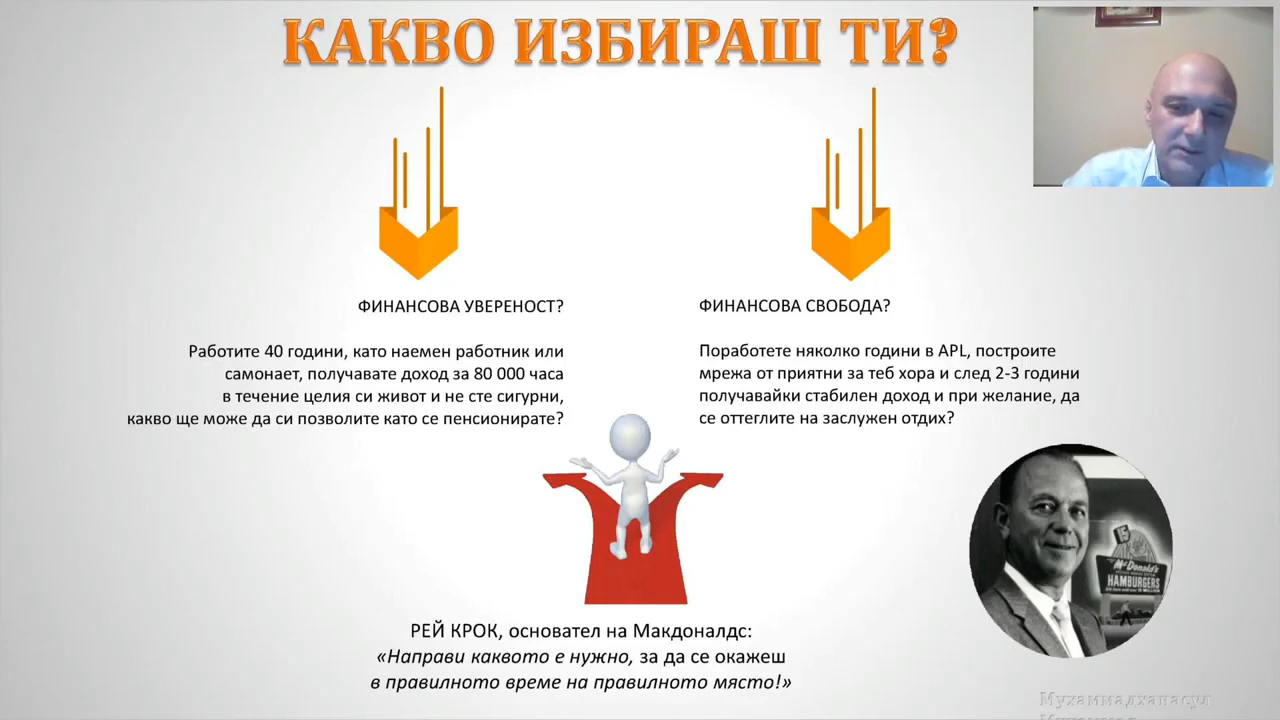 КАКВО ИЗБИРАШ ТИ?
ФИНАНСОВА УВЕРЕНОСТ?
Работите 40 години, като наемен работник или
самонает, получавате доход за 80 000 часа
в течение целия си живот и не сте сигурни,
какво ще може да си позволите като се пенсионирате?
ФИНАНСОВА СВОБОДА?
Поработете няколко години в APL, построите
мрежа от приятни за теб хора и след 2-3 години
получавайки стабилен доход и при желание, да
се оттеглите на заслужен отдих?
15
McDonald's
HAMBURGERS
РЕЙ КРОК, основател на Макдоналдс:
«Направи каквото е нужно, за да се окажеш
в правилното време на правилното място!»